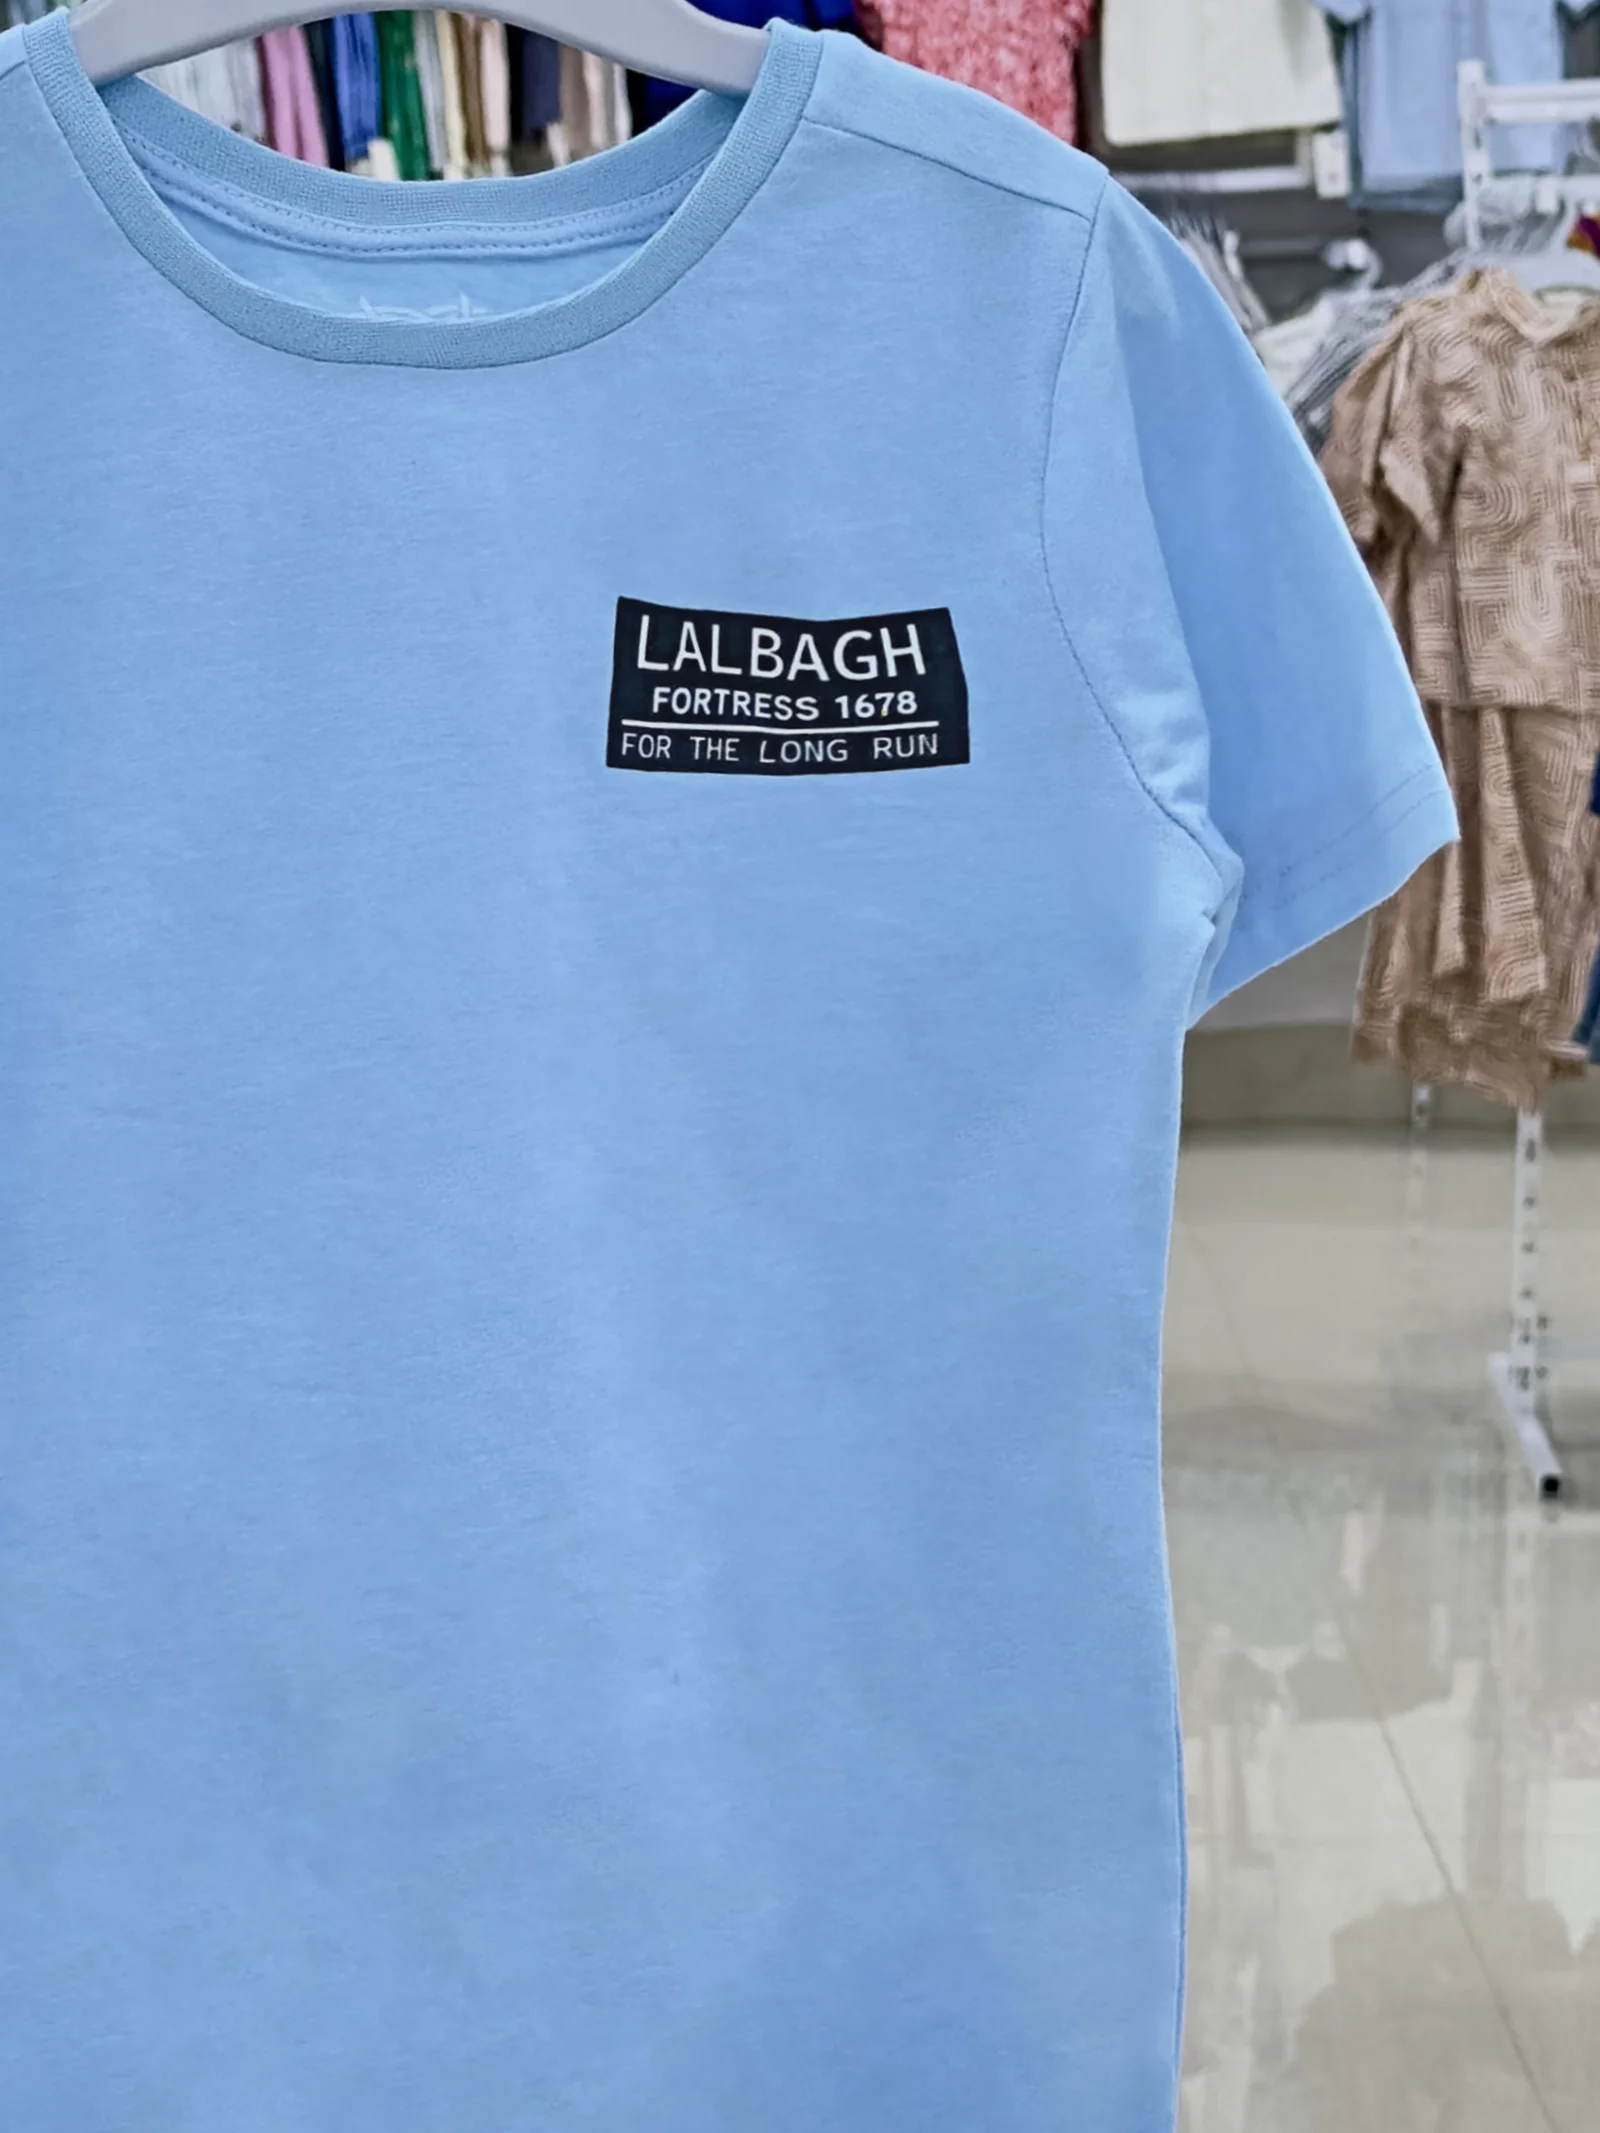 LALBAGH
FORTRESS 1678
FOR THE LONG RUN